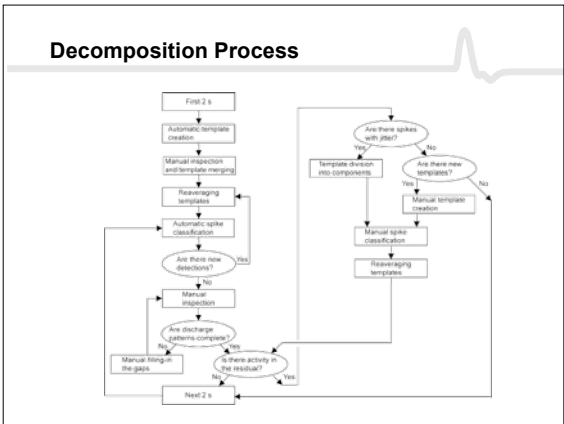 Decomposition Process
First 2 s
Automatic template
creation
Manual inspection
and template merging
Reaveraging
templates
Automatic spike
classification
Are there new
detections?
Yes
No
Manual
inspection
Are discharge
patterns complete?
No
Yes
Manual filling-in
the gaps
Is there activity in
the residual?
No
Yes
Next 2 s
Are there spikes
with jitter?
Yes
No
Template division
into components
Are there new
templates?
Yes
No
Manual template
creation
Manual spike
classification
Reaveraging
templates